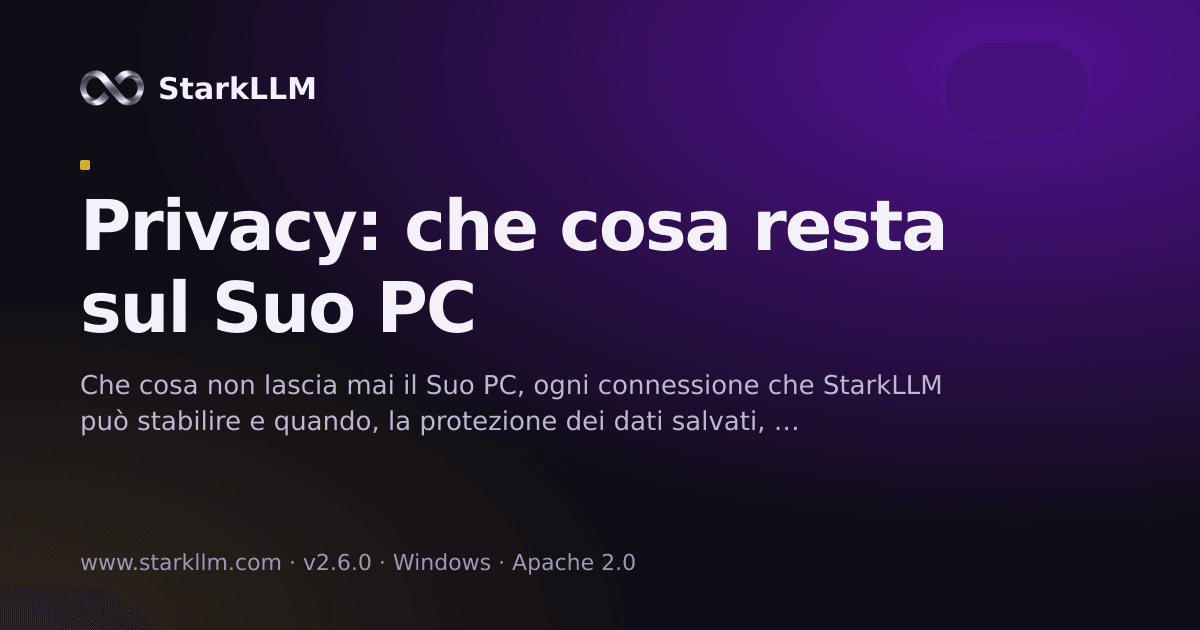 StarkLLM
Privacy: che cosa resta
sul Suo PC
Che cosa non lascia mai il Suo PC, ogni connessione che StarkLLM
può stabilire e quando, la protezione dei dati salvati, …
www.starkllm.com · v2.6.0 · Windows · Apache 2.0